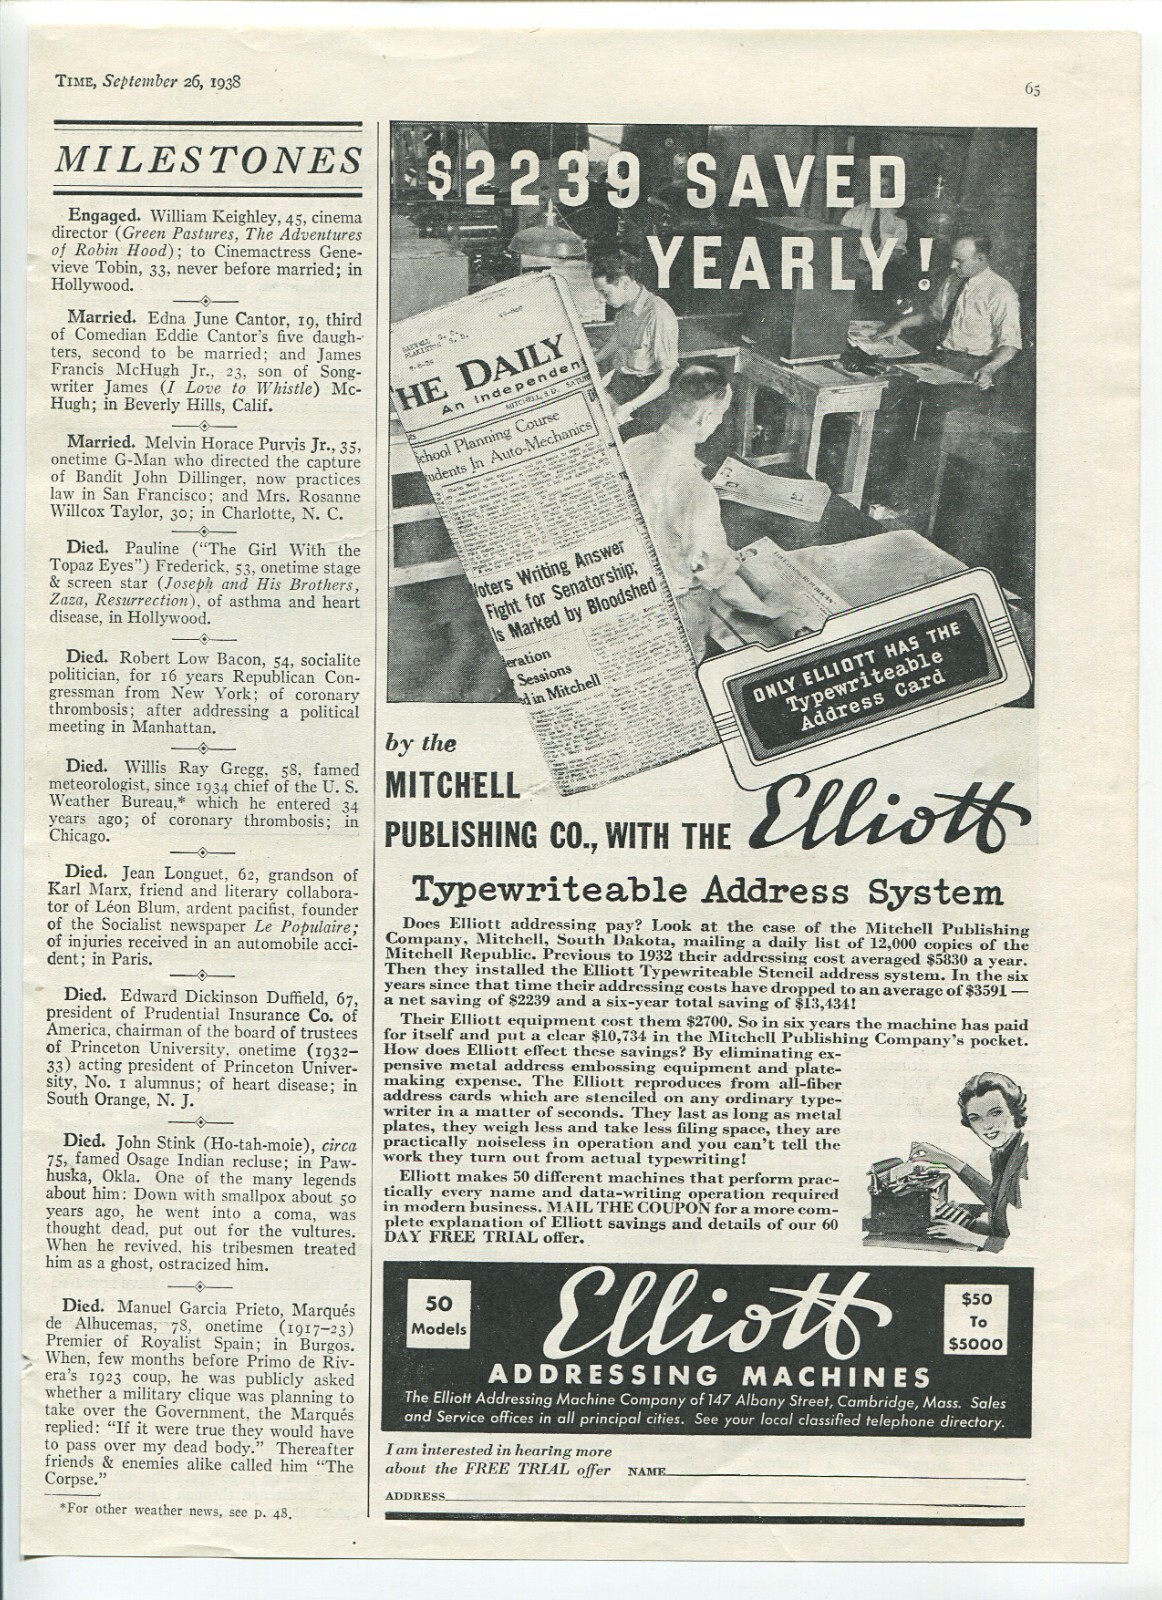 TIME, September 26, 1938
65
MILESTONES
Engaged. William Keighley, 45, cinema
director (Green Pastures, The Adventures
of Robin Hood); to Cinemactress Gene-
vieve Tobin, 33, never before married; in
Hollywood.
Married. Edna June Cantor, 19, third
of Comedian Eddie Cantor's five daugh-
ters, second to be married; and James
Francis McHugh Jr., 23, son of Song-
writer James (I Love to Whistle) Mc-
Hugh; in Beverly Hills, Calif.
Married. Melvin Horace Purvis Jr., 35,
onetime G-Man who directed the capture
of Bandit John Dillinger, now practices
law in San Francisco; and Mrs. Rosanne
Willcox Taylor, 30; in Charlotte, N. C.
Died. Pauline ("The Girl With the
Topaz Eyes") Frederick, 53, onetime stage
& screen star (Joseph and His Brothers,
Zaza, Resurrection), of asthma and heart
disease, in Hollywood.
Died. Robert Low Bacon, 54, socialite
politician, for 16 years Republican Con-
gressman from New York; of coronary
thrombosis; after addressing a political
meeting in Manhattan.
Died. Willis Ray Gregg, 58, famed
meteorologist, since 1934 chief of the U. S.
Weather Bureau,* which he entered 34
years ago; of coronary thrombosis; in
Chicago.
Died. Jean Longuet, 62, grandson of
Karl Marx, friend and literary collabora-
tor of Léon Blum, ardent pacifist, founder
of the Socialist newspaper Le Populaire;
of injuries received in an automobile acci-
dent; in Paris.
Died. Edward Dickinson Duffield, 67,
president of Prudential Insurance Co. of
America, chairman of the board of trustees
of Princeton University, onetime (1932-
33) acting president of Princeton Univer-
sity, No. 1 alumnus; of heart disease; in
South Orange, N. J.
Died. John Stink (Ho-tah-moie), circa
75, famed Osage Indian recluse; in Paw-
huska, Okla. One of the many legends
about him: Down with smallpox about 50
years ago, he went into a coma, was
thought dead, put out for the vultures.
When he revived, his tribesmen treated
him as a ghost, ostracized him.
Died. Manuel Garcia Prieto, Marqués
de Alhucemas, 78, onetime (1917-23)
Premier of Royalist Spain; in Burgos.
When, few months before Primo de Riv-
era's 1923 coup, he was publicly asked
whether a military clique was planning to
take over the Government, the Marqués
replied: "If it were true they would have
to pass over my dead body." Thereafter
friends & enemies alike called him "The
Corpse."
*For other weather news, see p. 48.
$2239 SAVED
YEARLY!
HE DAILY
An Independen
MITCHELL, S.D.
chool Planning Course
udents In Auto-Mechanics
Voters Writing Answer
Fight for Senatorship;
Is Marked by Bloodshed
eration
Sessions
d in Mitchell
ONLY ELLIOTT HAS THE
Typewriteable
Address Card
by the
MITCHELL
PUBLISHING CO., WITH THE Elliott
Typewriteable Address System
Does Elliott addressing pay? Look at the case of the Mitchell Publishing
Company, Mitchell, South Dakota, mailing a daily list of 12,000 copies of the
Mitchell Republic. Previous to 1932 their addressing cost averaged $5830 a year.
Then they installed the Elliott Typewriteable Stencil address system. In the six
years since that time their addressing costs have dropped to an average of $3591 —
a net saving of $2239 and a six-year total saving of $13,434!
Their Elliott equipment cost them $2700. So in six years the machine has paid
for itself and put a clear $10,734 in the Mitchell Publishing Company's pocket.
How does Elliott effect these savings? By eliminating ex-
pensive metal address embossing equipment and plate-
making expense. The Elliott reproduces from all-fiber
address cards which are stenciled on any ordinary type-
writer in a matter of seconds. They last as long as metal
plates, they weigh less and take less filing space, they are
practically noiseless in operation and you can't tell the
work they turn out from actual typewriting!
Elliott makes 50 different machines that perform prac-
tically every name and data-writing operation required
in modern business. MAIL THE COUPON for a more com-
plete explanation of Elliott savings and details of our 60
DAY FREE TRIAL offer.
50
Models
Elliott
$50
To
$5000
ADDRESSING MACHINES
The Elliott Addressing Machine Company of 147 Albany Street, Cambridge, Mass. Sales
and Service offices in all principal cities. See your local classified telephone directory.
I am interested in hearing more
about the FREE TRIAL offer NAME
ADDRESS